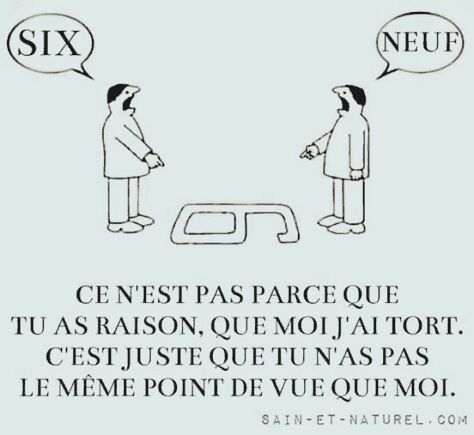 SIX
NEUF
CE N'EST PAS PARCE QUE
TU AS RAISON, QUE MOI J'AI TORT.
C'EST JUSTE QUE TU N'AS PAS
LE MÊME POINT DE VUE QUE MOI.
SAIN-ET-NATUREL.COM